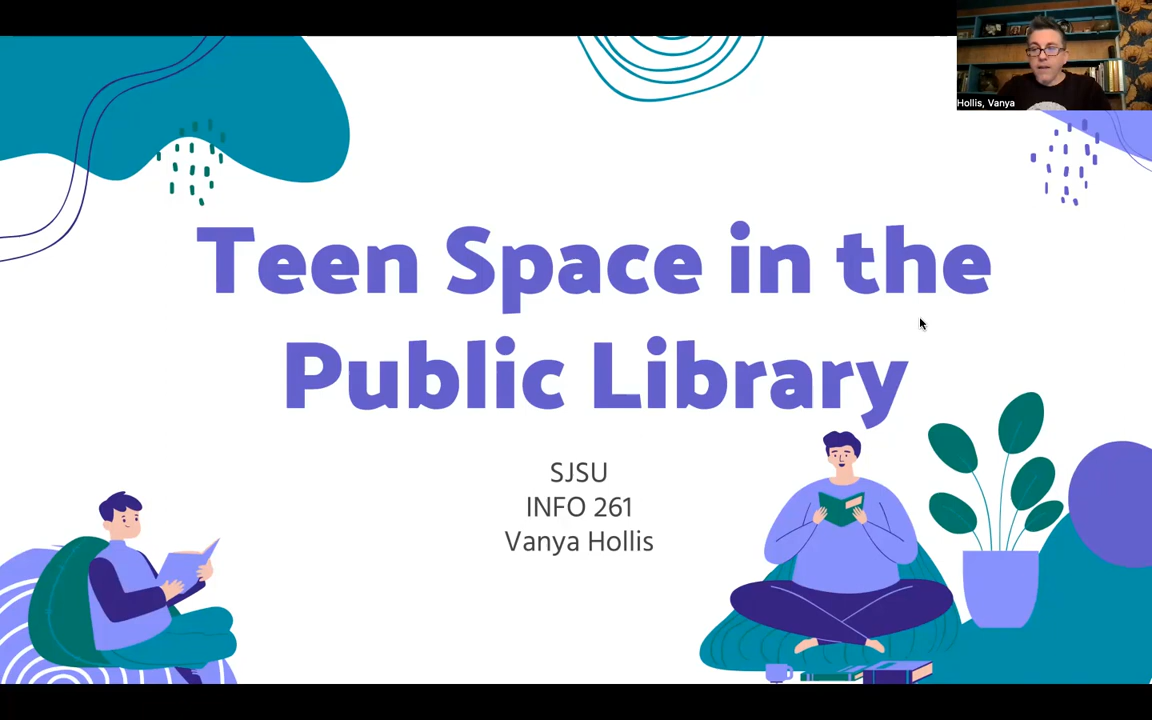 Hollis, Vanya
Teen Space in the
Public Library
SJSU
INFO 261
Vanya Hollis